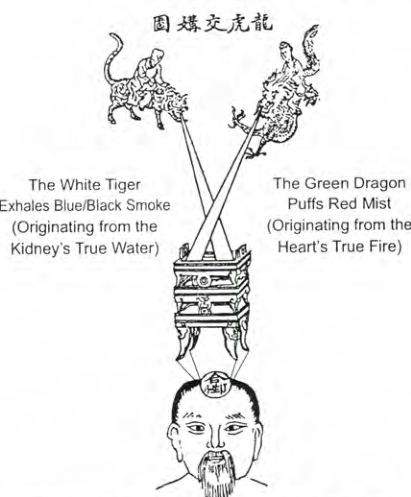 龍虎交媾圖
The White Tiger
Exhales Blue/Black Smoke
(Originating from the
Kidney's True Water)
The Green Dragon
Puffs Red Mist
(Originating from the
Heart's True Fire)